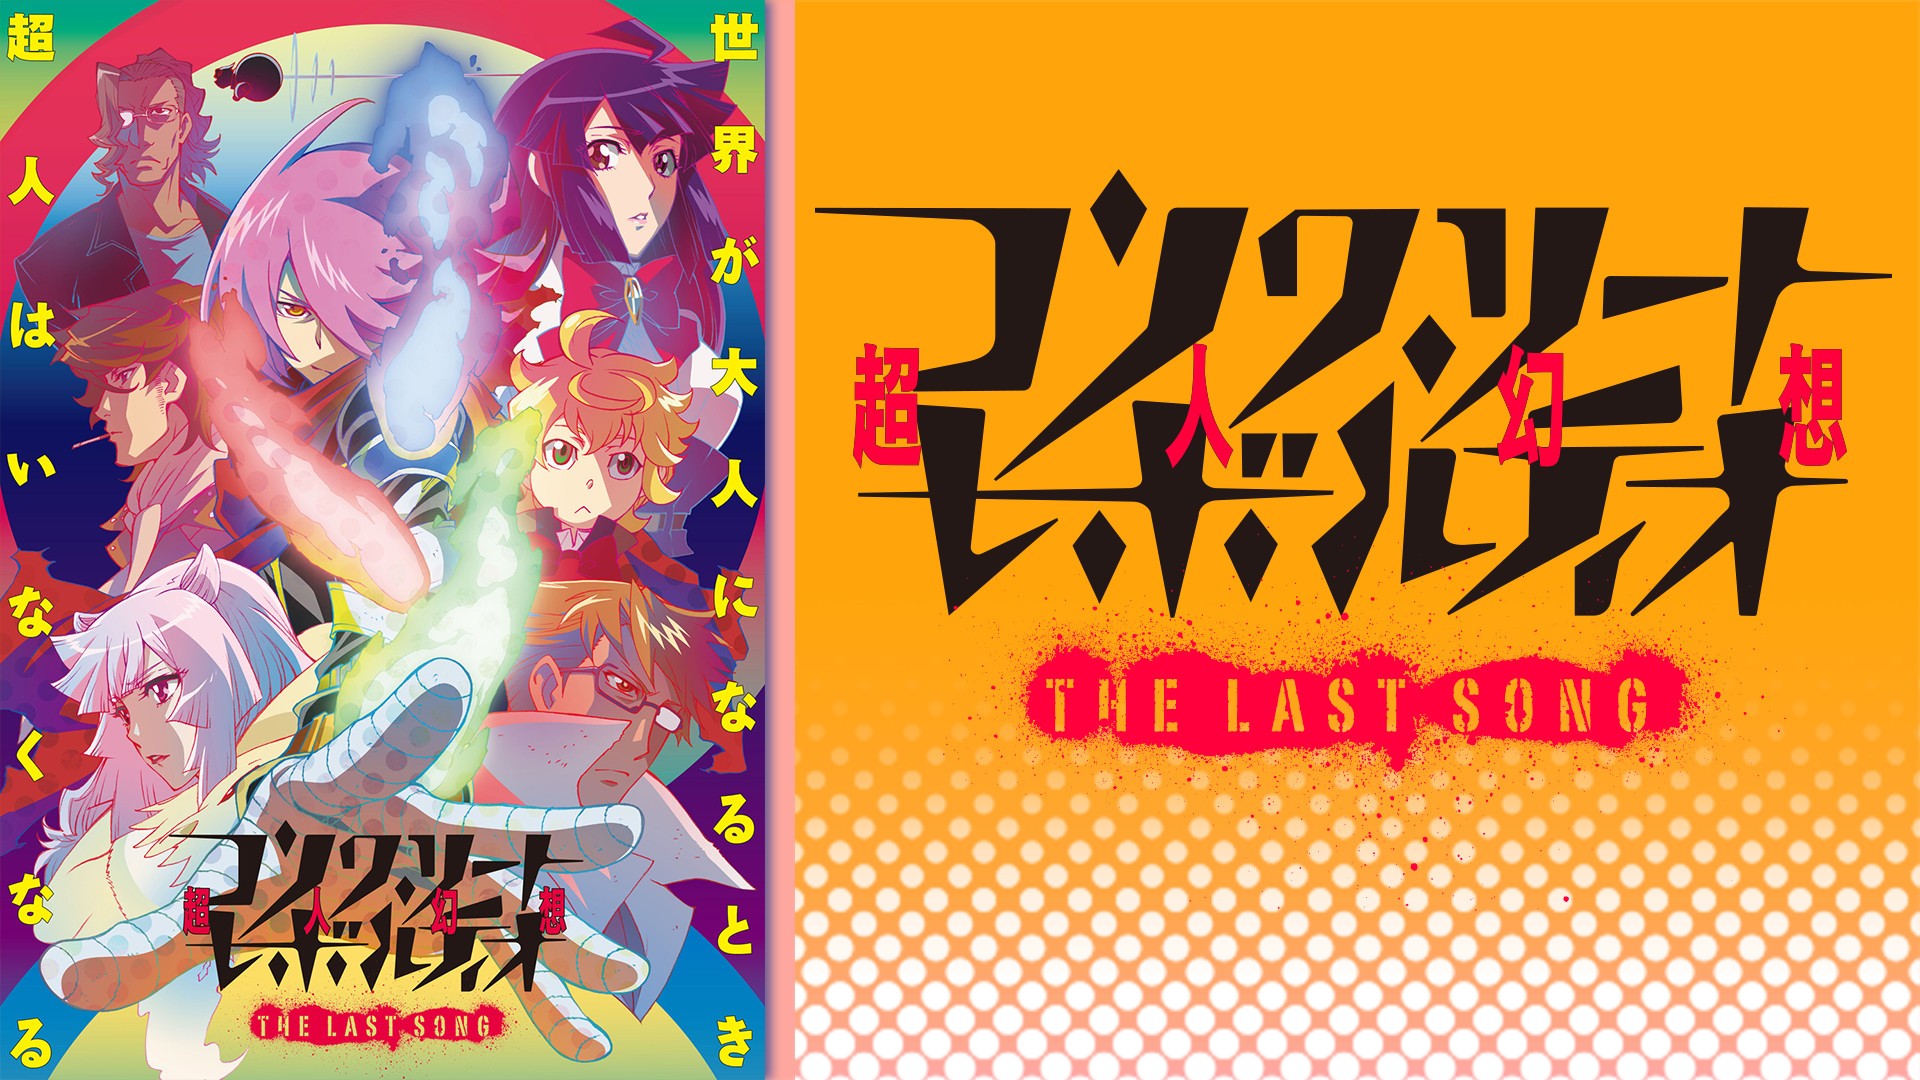 世界が大人になるとき
超人はいなくなる
コンクリート
超人幻想
レボルティオ
THE LAST SONG
コンクリート
超人幻想
レボルティオ
THE LAST SONG